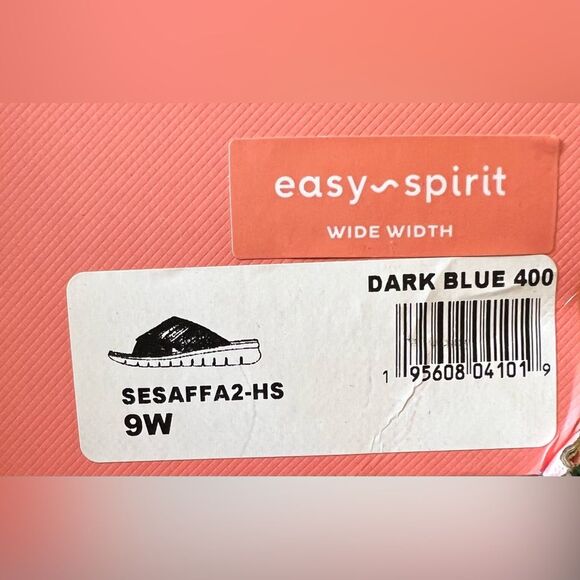 easy~spirit
WIDE WIDTH
DARK BLUE 400
SESAFFA2-HS
9W
1 95608 04101 9